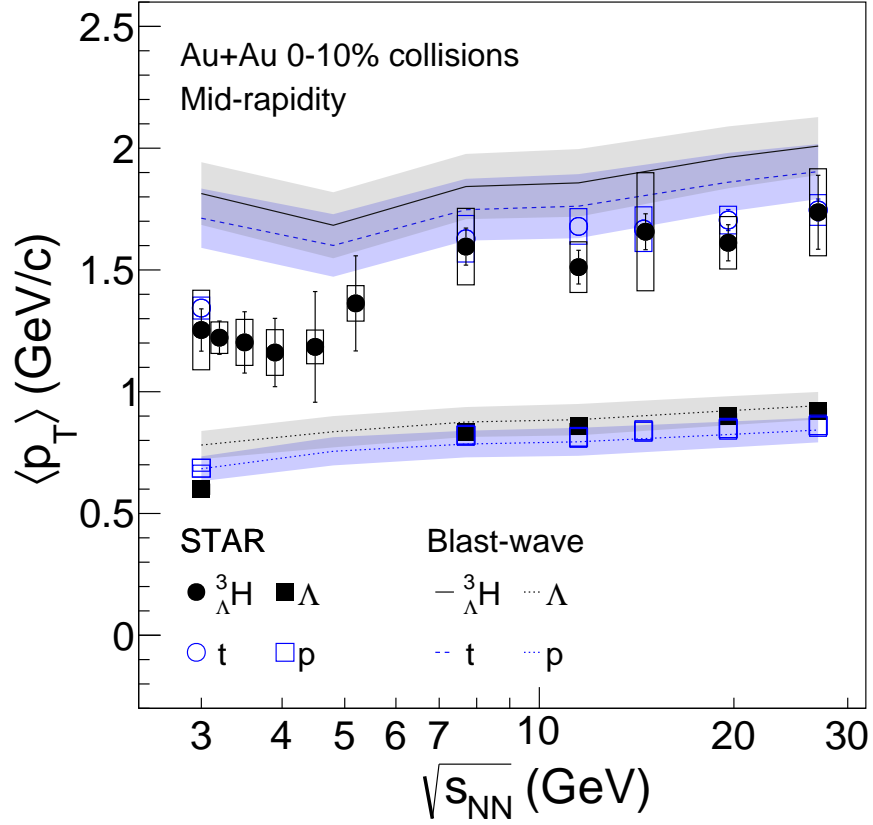 2.5
Au+Au 0-10% collisions
Mid-rapidity
2
1.5
⟨p_T⟩ (GeV/c)
1
0.5
STAR Blast-wave
³_ΛH Λ ³_ΛH Λ
t p t p
0
3 4 5 6 7 10 20 30
√s_NN (GeV)